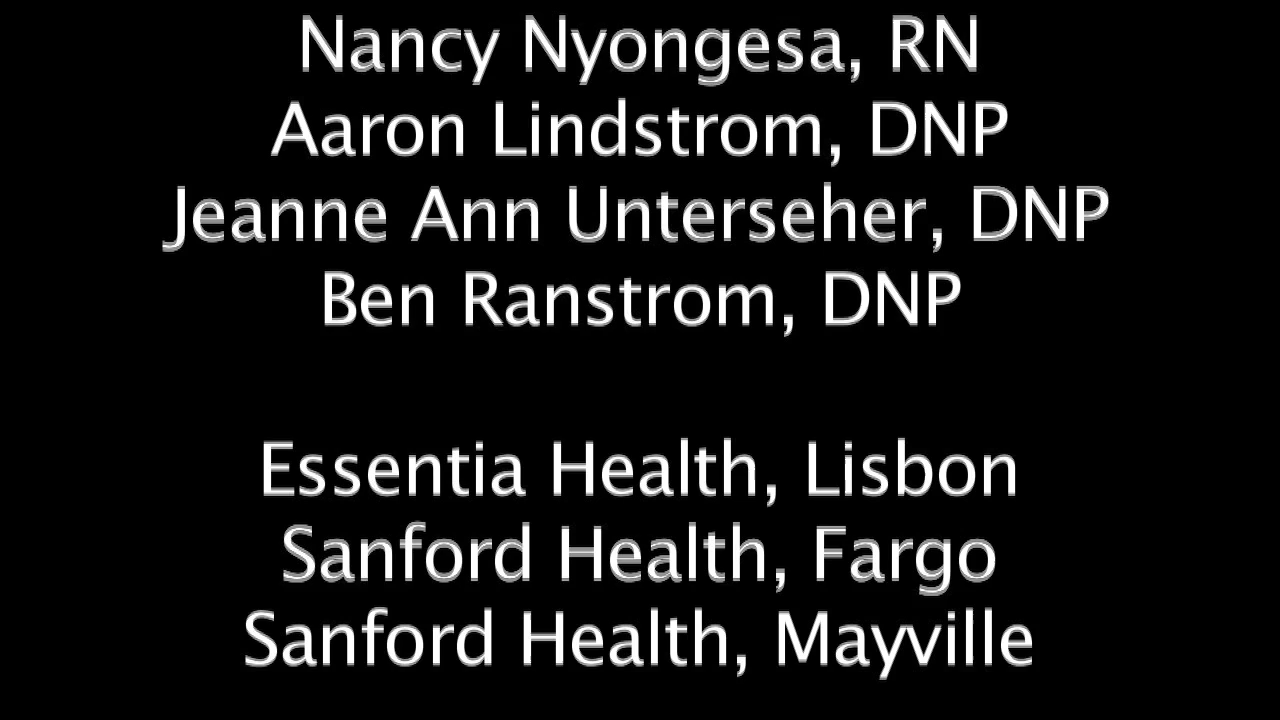 Nancy Nyongesa, RN
Aaron Lindstrom, DNP
Jeanne Ann Unterseher, DNP
Ben Ranstrom, DNP
Essentia Health, Lisbon
Sanford Health, Fargo
Sanford Health, Mayville